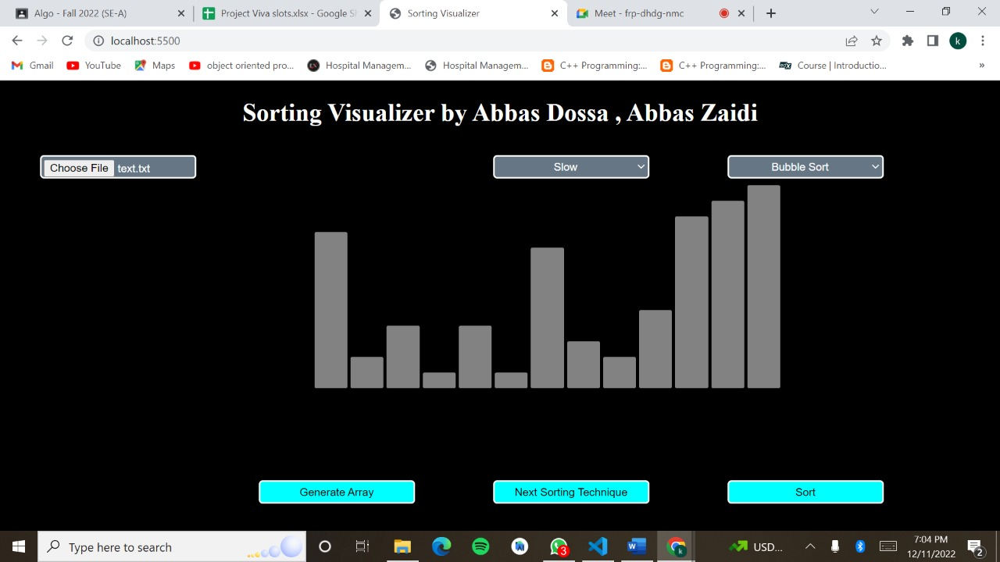 Algo - Fall 2022 (SE-A)
Project Viva slots.xlsx - Google S
Sorting Visualizer
Meet - frp-dhdg-nmc
localhost:5500
k
Gmail
YouTube
Maps
object oriented pro...
Hospital Managem...
Hospital Managem...
C++ Programming:...
C++ Programming:...
edX
Course | Introductio...
»
Sorting Visualizer by Abbas Dossa , Abbas Zaidi
Choose File text.txt
Slow
Bubble Sort
Generate Array
Next Sorting Technique
Sort
Type here to search
3
k
USD...
7:04 PM
12/11/2022
2